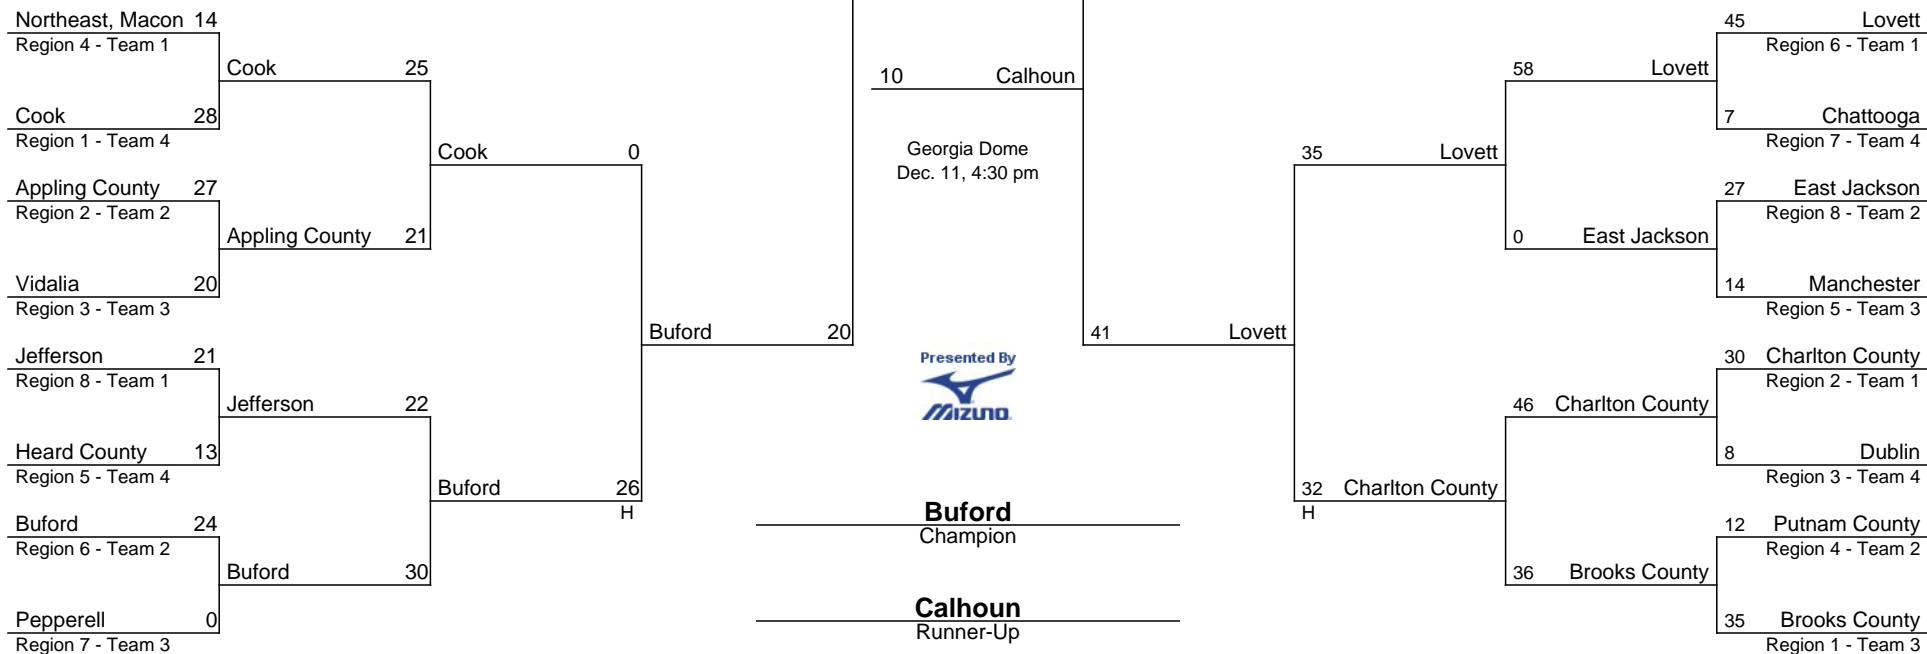 Northeast, Macon 14
Region 4 - Team 1
Cook 28
Region 1 - Team 4
Appling County 27
Region 2 - Team 2
Vidalia 20
Region 3 - Team 3
Jefferson 21
Region 8 - Team 1
Heard County 13
Region 5 - Team 4
Buford 24
Region 6 - Team 2
Pepperell 0
Region 7 - Team 3
Cook 25
Appling County 21
Jefferson 22
Buford 30
Cook 0
Buford 26
H
Buford 20
10 Calhoun
Georgia Dome
Dec. 11, 4:30 pm
Presented By
MIZUNO
Buford
Champion
Calhoun
Runner-Up
41 Lovett
35 Lovett
32 Charlton County
H
58 Lovett
0 East Jackson
46 Charlton County
36 Brooks County
45 Lovett
Region 6 - Team 1
7 Chattooga
Region 7 - Team 4
27 East Jackson
Region 8 - Team 2
14 Manchester
Region 5 - Team 3
30 Charlton County
Region 2 - Team 1
8 Dublin
Region 3 - Team 4
12 Putnam County
Region 4 - Team 2
35 Brooks County
Region 1 - Team 3